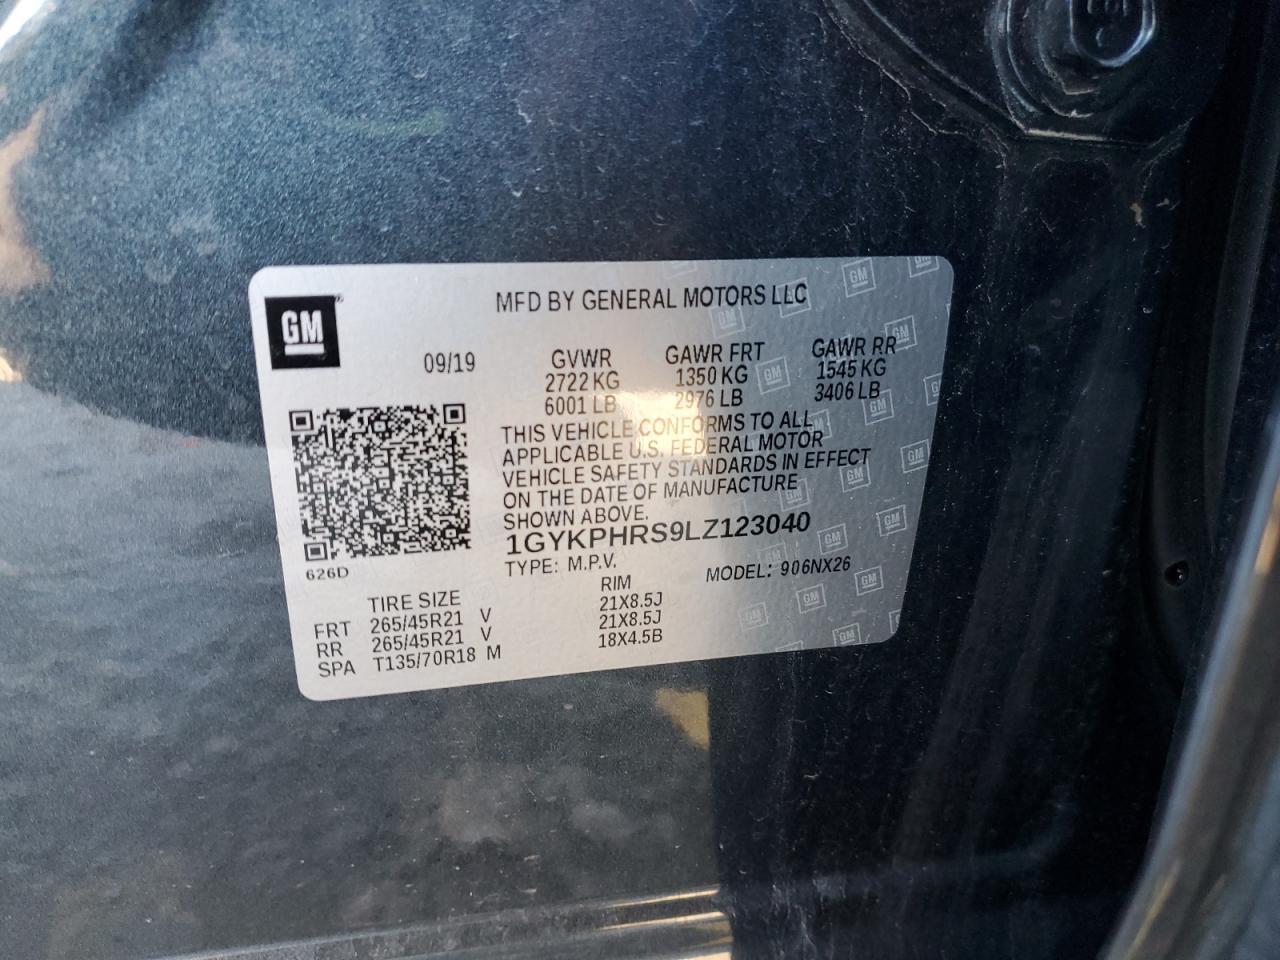 GM
MFD BY GENERAL MOTORS LLC
09/19 GVWR GAWR FRT GAWR RR
2722 KG 1350 KG 1545 KG
6001 LB 2976 LB 3406 LB
THIS VEHICLE CONFORMS TO ALL
APPLICABLE U.S. FEDERAL MOTOR
VEHICLE SAFETY STANDARDS IN EFFECT
ON THE DATE OF MANUFACTURE
SHOWN ABOVE.
1GYKPHRS9LZ123040
626D
TYPE: M.P.V. MODEL: 906NX26
TIRE SIZE RIM
FRT 265/45R21 V 21X8.5J
RR 265/45R21 V 21X8.5J
SPA T135/70R18 M 18X4.5B